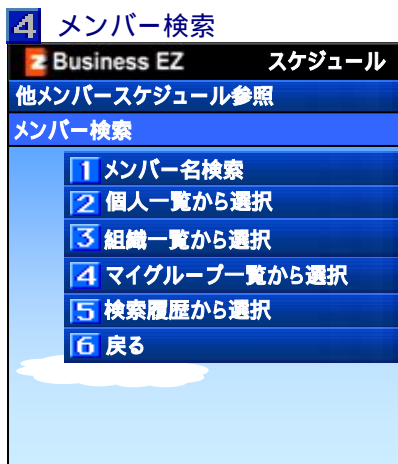 4 メンバー検索
Business EZ スケジュール
他メンバースケジュール参照
メンバー検索
1 メンバー名検索
2 個人一覧から選択
3 組織一覧から選択
4 マイグループ一覧から選択
5 検索履歴から選択
6 戻る